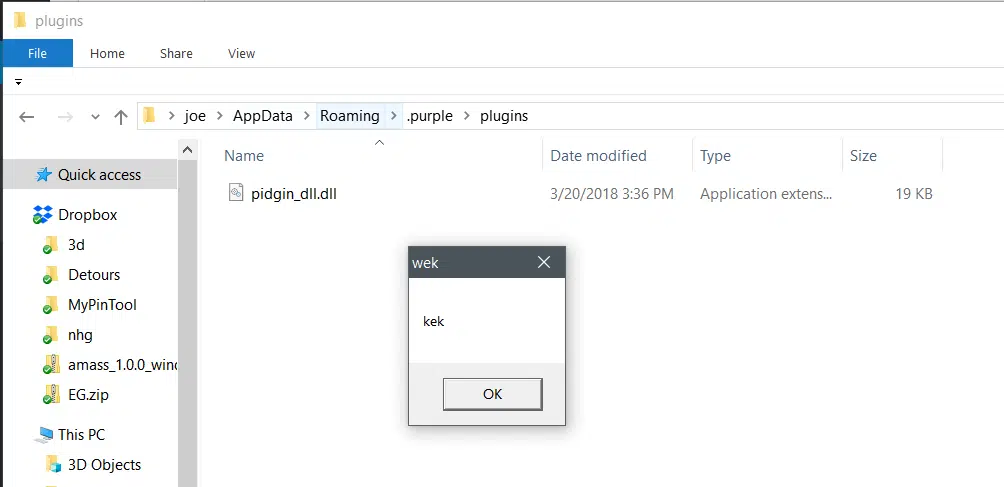 plugins
File Home Share View
joe AppData Roaming .purple plugins
Name Date modified Type Size
Quick access
pidgin_dll.dll 3/20/2018 3:36 PM Application extens... 19 KB
Dropbox
3d
Detours
MyPinTool
nhg
amass_1.0.0_winc
EG.zip
This PC
3D Objects
wek
kek
OK